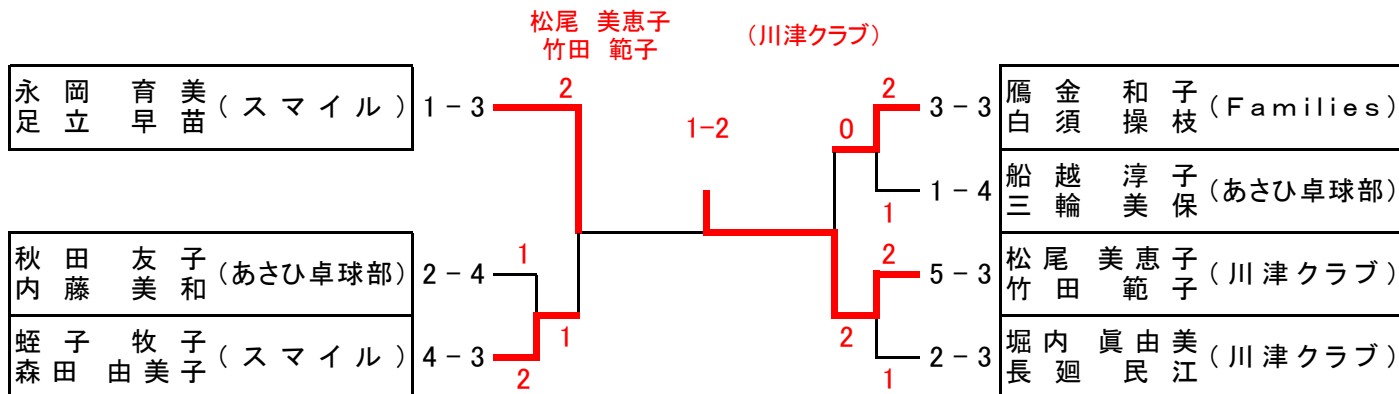 松尾 美恵子
竹田 範子
(川津クラブ)
永岡 育美
足立 早苗
(スマイル)
1-3
2
秋田 友子
内藤 美和
(あさひ卓球部)
2-4
1
蛭子 牧子
森田 由美子
(スマイル)
4-3
2
1
1-2
0
2
2
3-3
鴈金 和子
白須 操枝
(Families)
1
1-4
船越 淳子
三輪 美保
(あさひ卓球部)
2
5-3
松尾 美恵子
竹田 範子
(川津クラブ)
1
2-3
堀内 眞由美
長廻 民江
(川津クラブ)